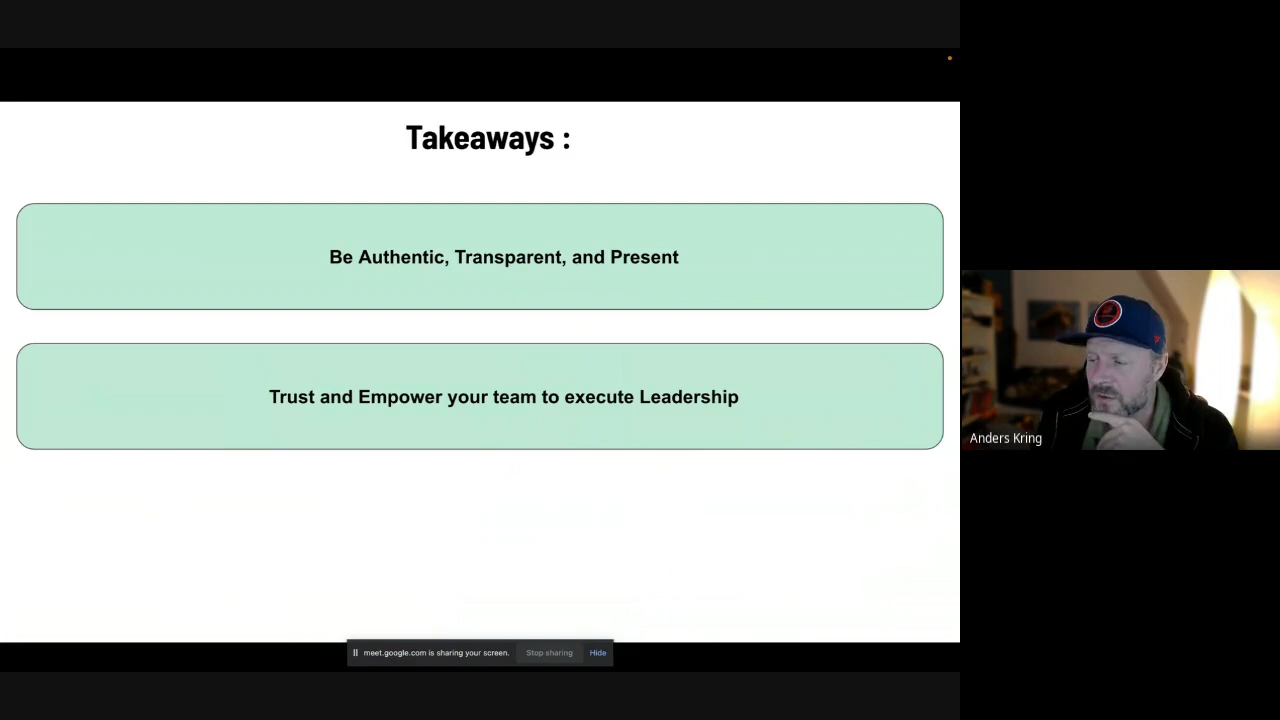 Takeaways :
Be Authentic, Transparent, and Present
Trust and Empower your team to execute Leadership
Anders Kring
meet.google.com is sharing your screen. Stop sharing Hide